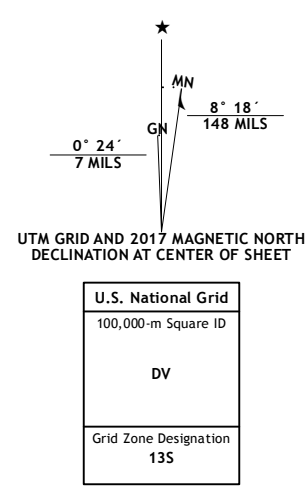 ★
MN
GN
8° 18´
148 MILS
0° 24´
7 MILS
UTM GRID AND 2017 MAGNETIC NORTH
DECLINATION AT CENTER OF SHEET
U.S. National Grid
100,000-m Square ID
DV
Grid Zone Designation
13S